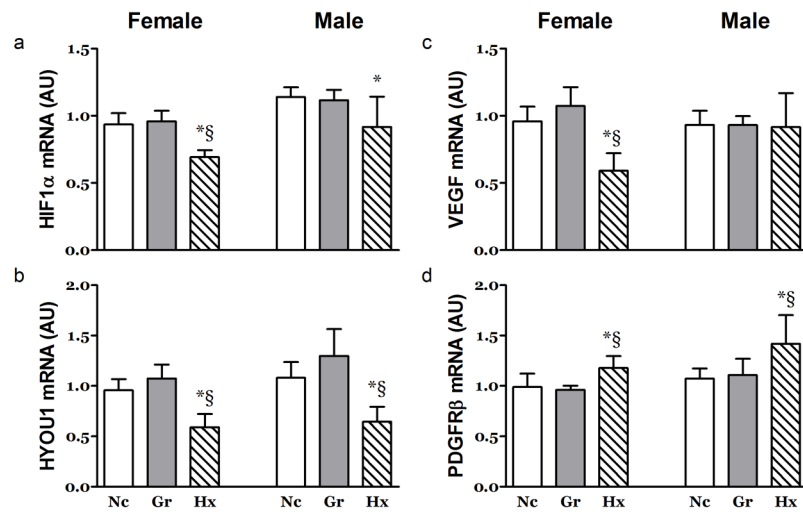 Female Male
a
HIF1α mRNA (AU)
1.5
1.0
0.5
0.0
*§
*
b
HYOU1 mRNA (AU)
2.0
1.5
1.0
0.5
0.0
*§
*§
Nc Gr Hx Nc Gr Hx
Female Male
c
VEGF mRNA (AU)
1.5
1.0
0.5
0.0
*§
d
PDGFRβ mRNA (AU)
2.0
1.5
1.0
0.5
0.0
*§
*§
Nc Gr Hx Nc Gr Hx